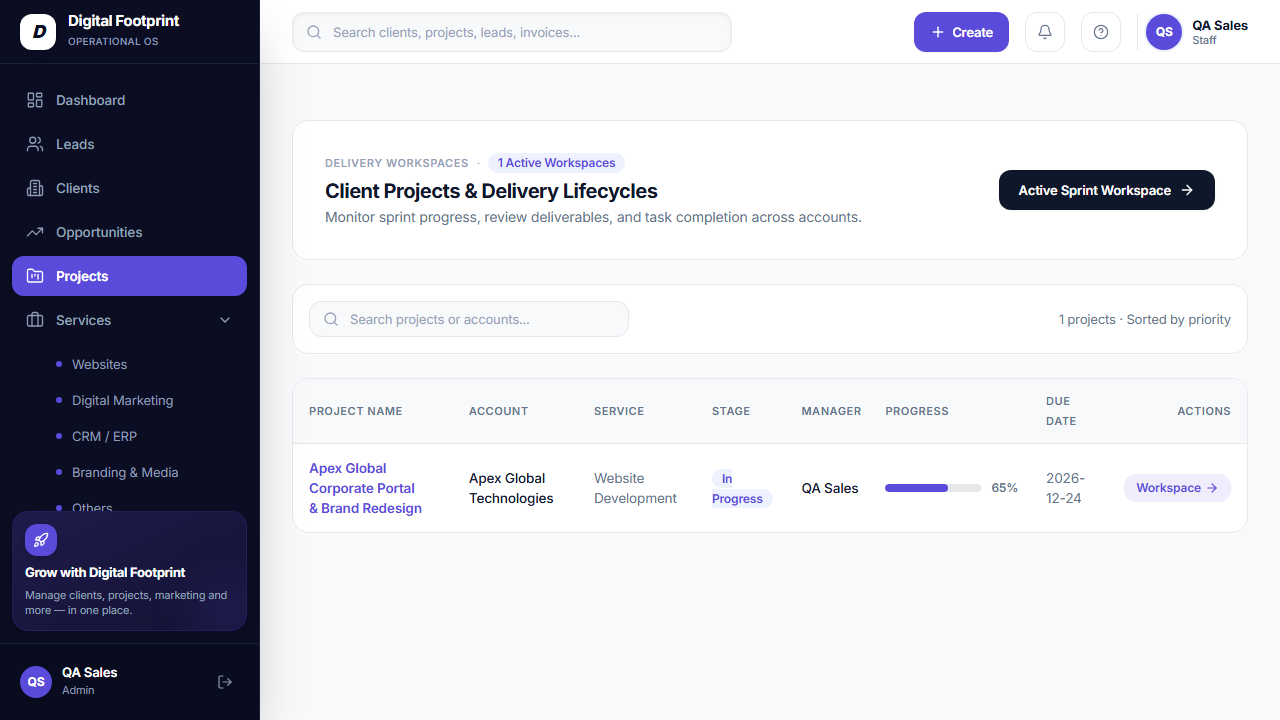 D
Digital Footprint
OPERATIONAL OS
Dashboard
Leads
Clients
Opportunities
Projects
Services
Websites
Digital Marketing
CRM / ERP
Branding & Media
Others
Grow with Digital Footprint
Manage clients, projects, marketing and
more — in one place.
QS
QA Sales
Admin
Search clients, projects, leads, invoices...
+ Create
QS
QA Sales
Staff
DELIVERY WORKSPACES · 1 Active Workspaces
Client Projects & Delivery Lifecycles
Monitor sprint progress, review deliverables, and task completion across accounts.
Active Sprint Workspace →
Search projects or accounts...
1 projects · Sorted by priority
PROJECT NAME
ACCOUNT
SERVICE
STAGE
MANAGER
PROGRESS
DUE
DATE
ACTIONS
Apex Global
Corporate Portal
& Brand Redesign
Apex Global
Technologies
Website
Development
In
Progress
QA Sales
65%
2026-
12-24
Workspace →